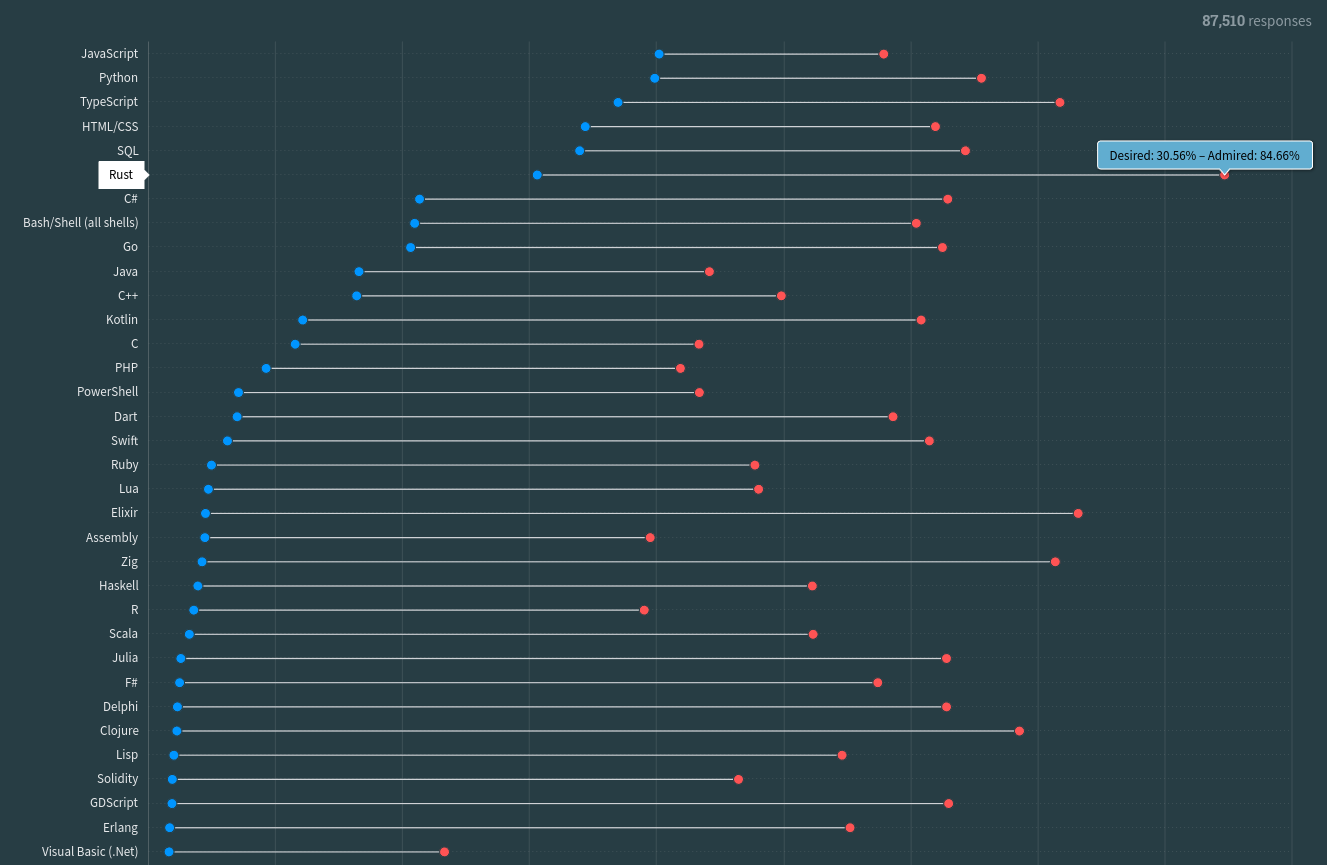 87,510 responses
JavaScript
Python
TypeScript
HTML/CSS
SQL
Desired: 30.56% – Admired: 84.66%
Rust
C#
Bash/Shell (all shells)
Go
Java
C++
Kotlin
C
PHP
PowerShell
Dart
Swift
Ruby
Lua
Elixir
Assembly
Zig
Haskell
R
Scala
Julia
F#
Delphi
Clojure
Lisp
Solidity
GDScript
Erlang
Visual Basic (.Net)